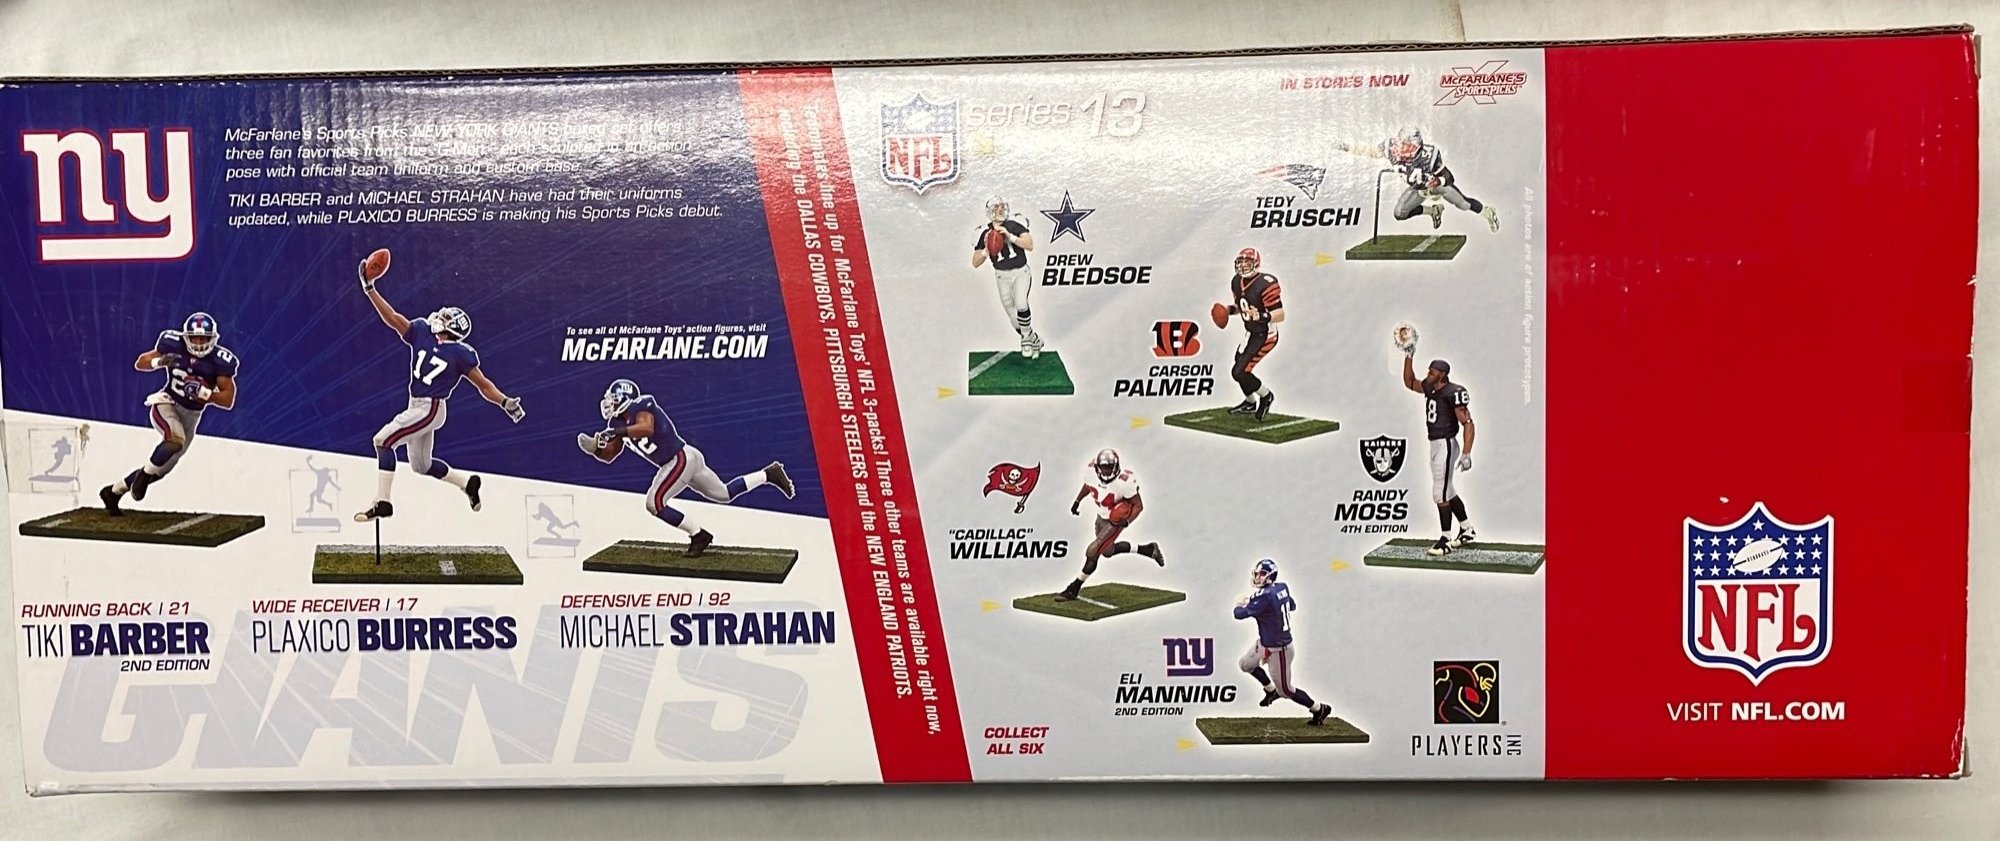 ny
McFarlane's Sports Picks NEW YORK GIANTS boxed set offers
three fan favorites from the "G-Men," each sculpted in an action
pose with official team uniform and custom base.
TIKI BARBER and MICHAEL STRAHAN have had their uniforms
updated, while PLAXICO BURRESS is making his Sports Picks debut.
To see all of McFarlane Toys' action figures, visit
McFARLANE.COM
21
2
17
92
RUNNING BACK | 21
TIKI BARBER
2ND EDITION
WIDE RECEIVER | 17
PLAXICO BURRESS
DEFENSIVE END | 92
MICHAEL STRAHAN
GIANTS
Teammates line up for McFarlane Toys' NFL 3-packs! Three other teams are available right now,
including the DALLAS COWBOYS, PITTSBURGH STEELERS and the NEW ENGLAND PATRIOTS.
NFL
series 13
IN STORES NOW
McFARLANE'S
SPORTSPICKS
DREW
BLEDSOE
TEDY
BRUSCHI
CARSON
PALMER
RAIDERS
RANDY
MOSS
4TH EDITION
18
"CADILLAC"
WILLIAMS
ny
ELI
MANNING
2ND EDITION
COLLECT
ALL SIX
PLAYERS INC
All photos are of action figure prototypes.
NFL
VISIT NFL.COM